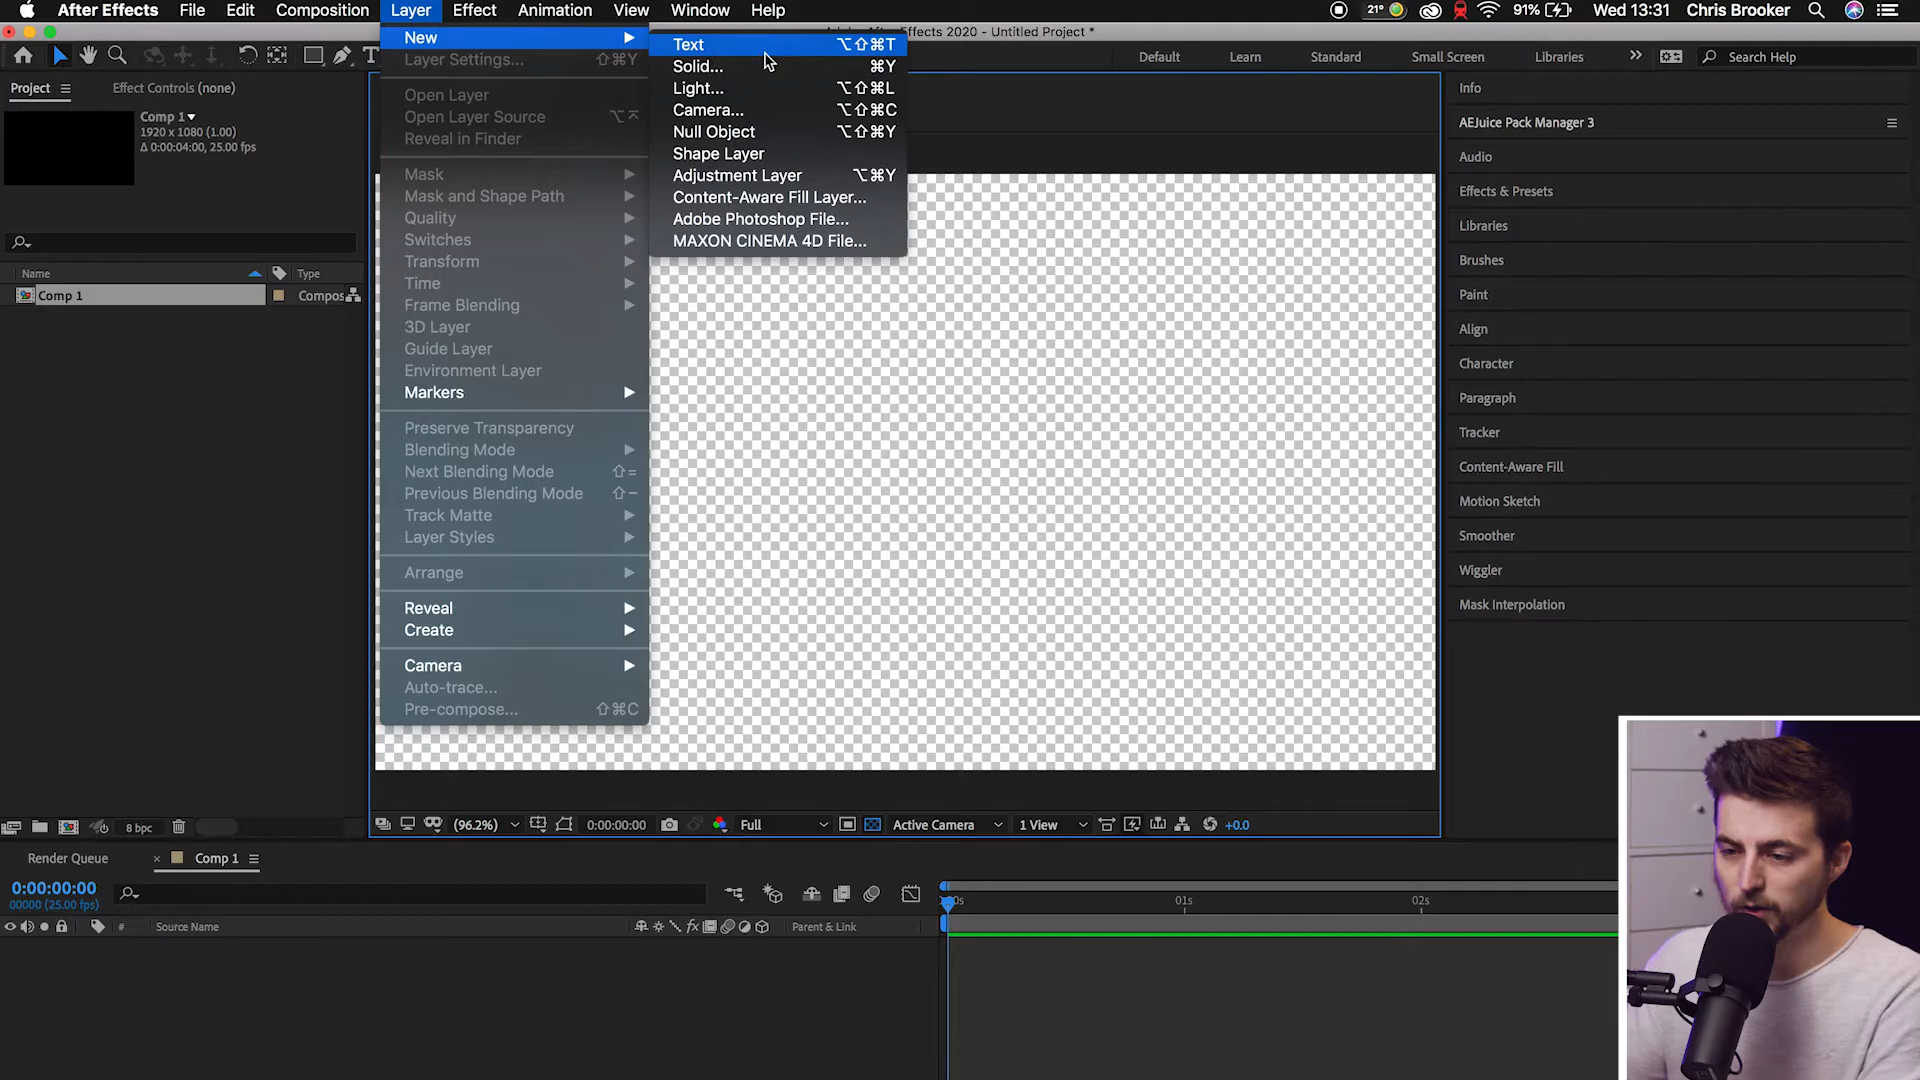 After Effects File Edit Composition Layer Effect Animation View Window Help 21° 91% Wed 13:31 Chris Brooker
Effects 2020 - Untitled Project *
Default Learn Standard Small Screen Libraries Search Help
Project Effect Controls (none)
Comp 1
1920 x 1080 (1.00)
Δ 0:00:04:00, 25.00 fps
Name Type
Comp 1 Compos
8 bpc
New
Layer Settings... ⇧⌘Y
Open Layer
Open Layer Source
Reveal in Finder
Mask
Mask and Shape Path
Quality
Switches
Transform
Time
Frame Blending
3D Layer
Guide Layer
Environment Layer
Markers
Preserve Transparency
Blending Mode
Next Blending Mode ⇧=
Previous Blending Mode ⇧-
Track Matte
Layer Styles
Arrange
Reveal
Create
Camera
Auto-trace...
Pre-compose... ⇧⌘C
Text ⌥⇧⌘T
Solid... ⌘Y
Light... ⌥⇧⌘L
Camera... ⌥⇧⌘C
Null Object ⌥⇧⌘Y
Shape Layer
Adjustment Layer ⌥⌘Y
Content-Aware Fill Layer...
Adobe Photoshop File...
MAXON CINEMA 4D File...
Info
AEJuice Pack Manager 3
Audio
Effects & Presets
Libraries
Brushes
Paint
Align
Character
Paragraph
Tracker
Content-Aware Fill
Motion Sketch
Smoother
Wiggler
Mask Interpolation
(96.2%) 0:00:00:00 Full Active Camera 1 View +0.0
Render Queue × Comp 1
0:00:00:00
00000 (25.00 fps)
# Source Name Parent & Link
01s 02s